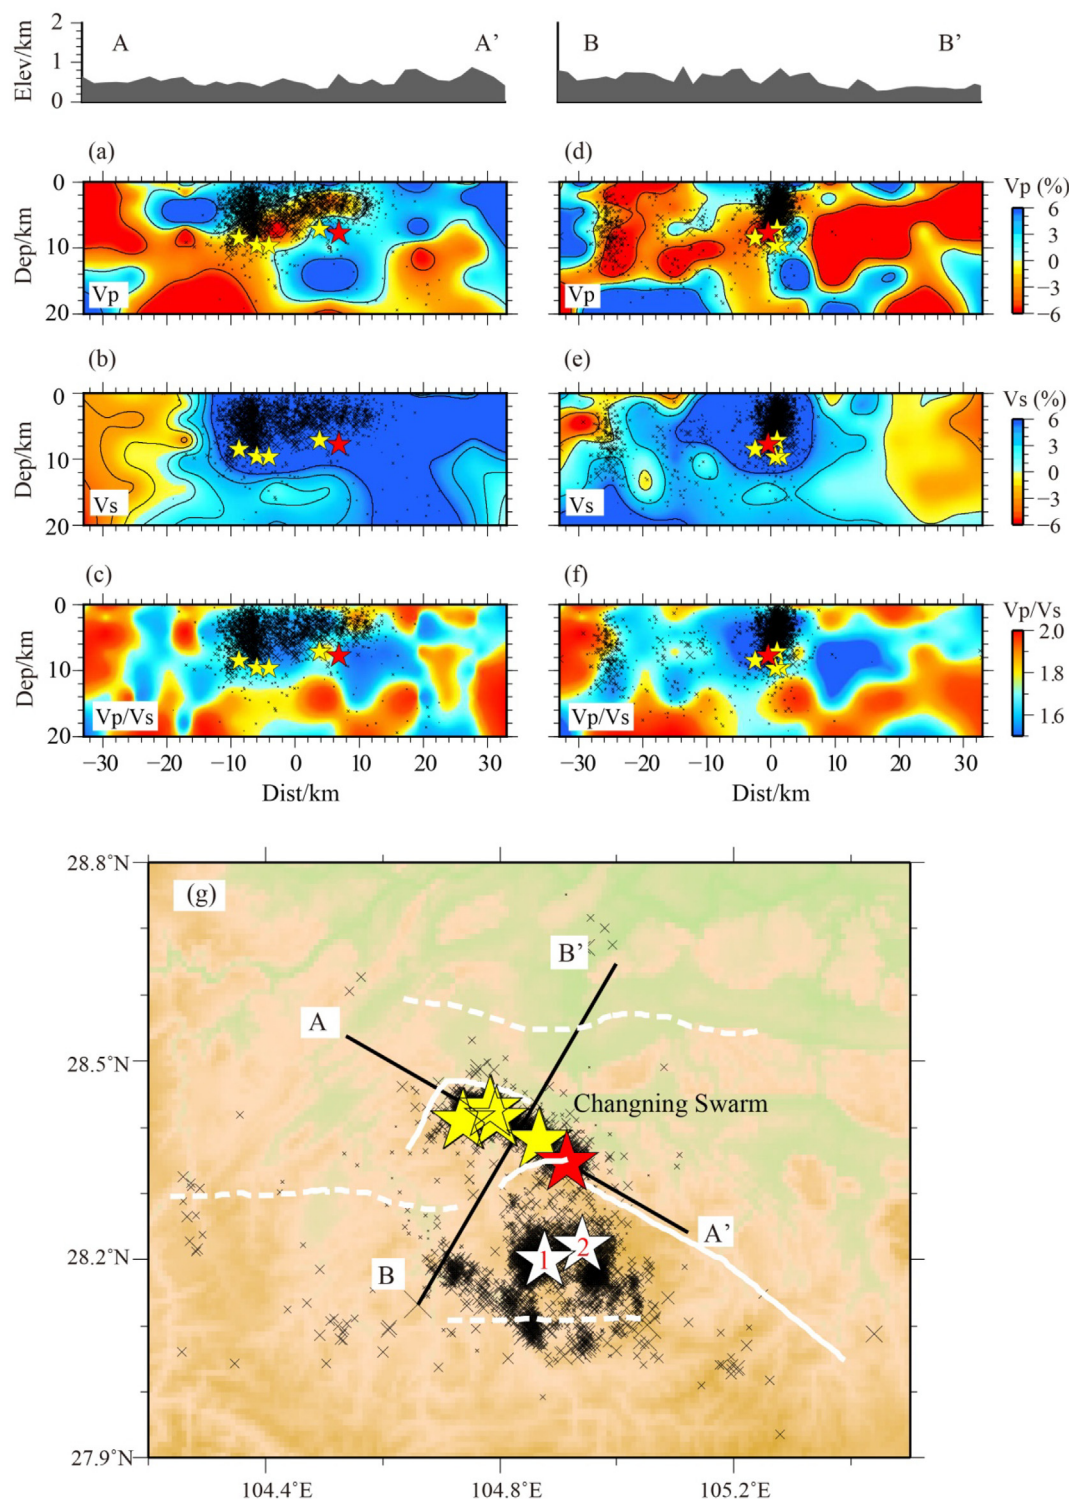 2
1
0
Elev/km
A
A’
B
B’
(a)
(d)
0
10
20
Dep/km
Vp
Vp
Vp (%)
6
3
0
−3
−6
(b)
(e)
0
10
20
Dep/km
Vs
Vs
Vs (%)
6
3
0
−3
−6
(c)
(f)
0
10
20
Dep/km
Vp/Vs
Vp/Vs
Vp/Vs
2.0
1.8
1.6
−30 −20 −10 0 10 20 30
−30 −20 −10 0 10 20 30
Dist/km
Dist/km
28.8°N
28.5°N
28.2°N
27.9°N
(g)
B’
A
Changning Swarm
A’
B
1
2
104.4°E
104.8°E
105.2°E